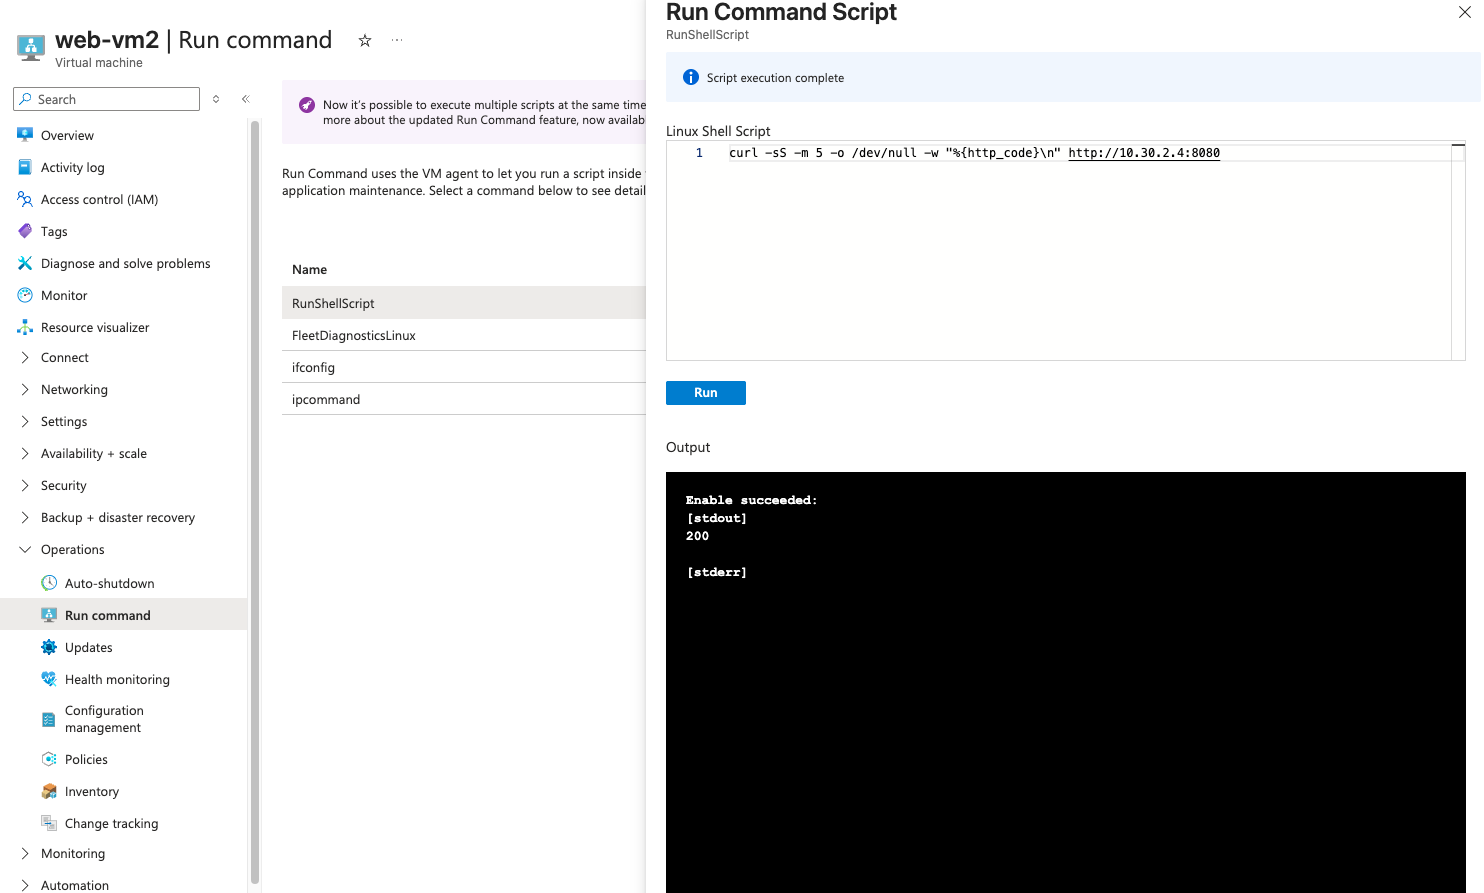 web-vm2 | Run command
Virtual machine
Search
Overview
Activity log
Access control (IAM)
Tags
Diagnose and solve problems
Monitor
Resource visualizer
Connect
Networking
Settings
Availability + scale
Security
Backup + disaster recovery
Operations
Auto-shutdown
Run command
Updates
Health monitoring
Configuration
management
Policies
Inventory
Change tracking
Monitoring
Automation
Now it's possible to execute multiple scripts at the same time
more about the updated Run Command feature, now availab
Run Command uses the VM agent to let you run a script inside
application maintenance. Select a command below to see detail
Name
RunShellScript
FleetDiagnosticsLinux
ifconfig
ipcommand
Run Command Script
RunShellScript
Script execution complete
Linux Shell Script
1 curl -sS -m 5 -o /dev/null -w "%{http_code}\n" http://10.30.2.4:8080
Run
Output
Enable succeeded:
[stdout]
200
[stderr]